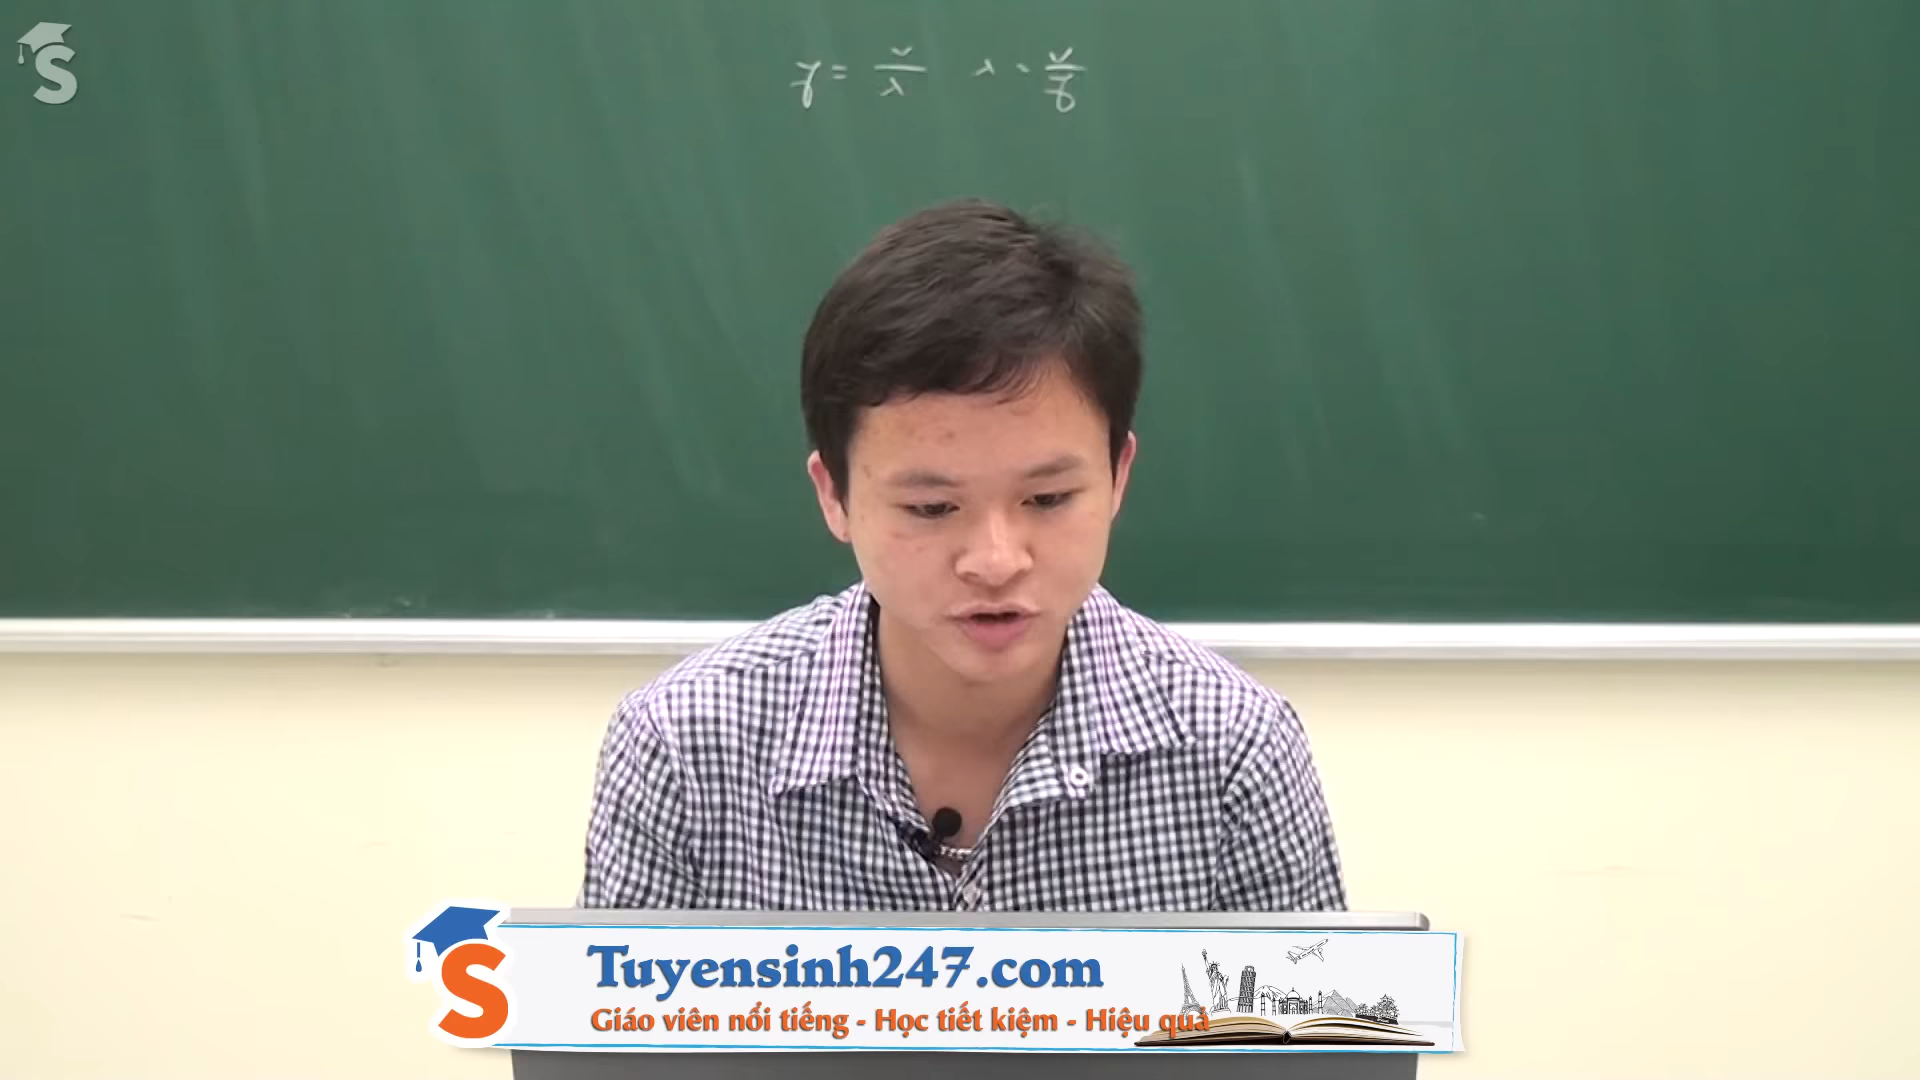 f = v/λ λ = v/f
S
S
Tuyensinh247.com
Giáo viên nổi tiếng - Học tiết kiệm - Hiệu quả